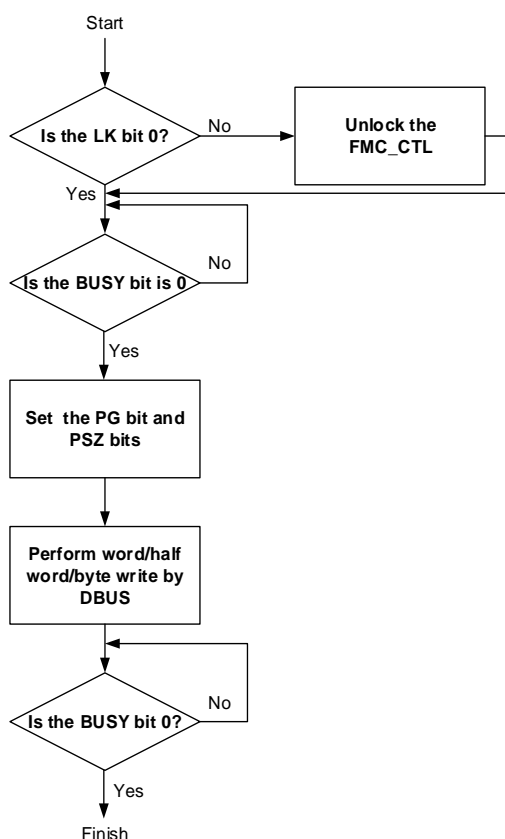 Start
Is the LK bit 0?
No
Unlock the
FMC_CTL
Yes
Is the BUSY bit is 0
No
Yes
Set the PG bit and
PSZ bits
Perform word/half
word/byte write by
DBUS
Is the BUSY bit 0?
No
Yes
Finish